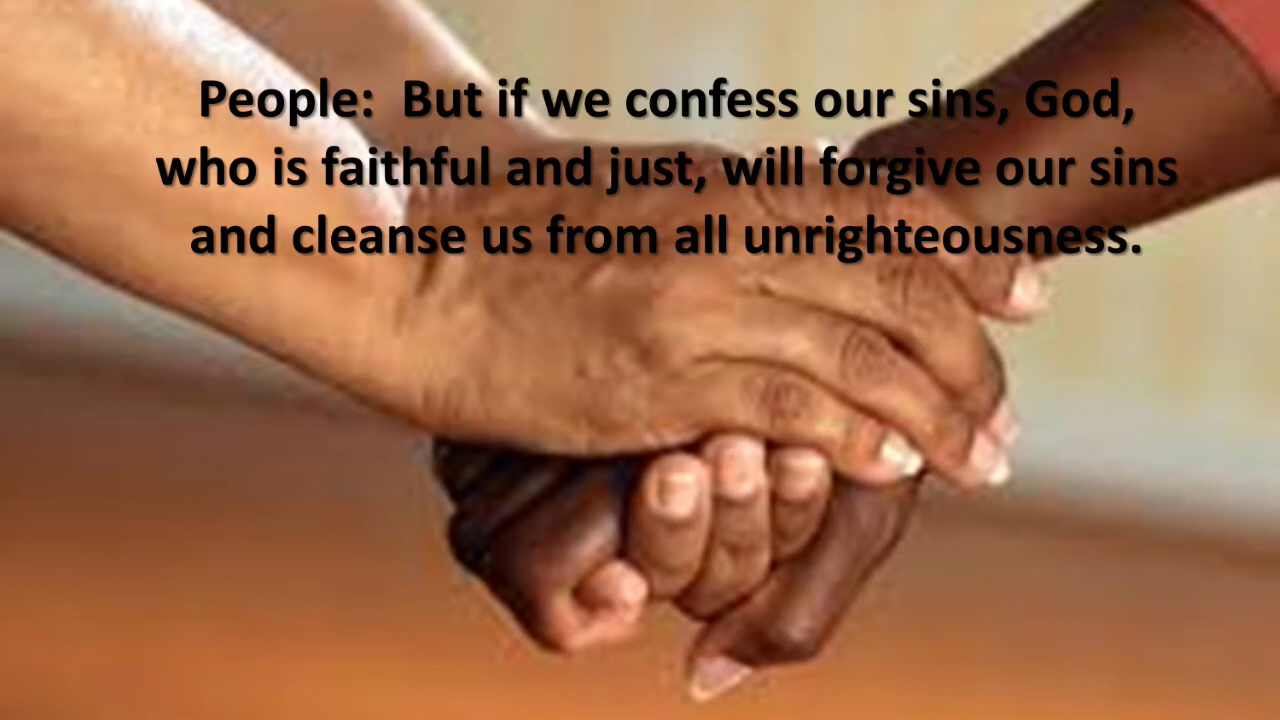 People:  But if we confess our sins, God,
who is faithful and just, will forgive our sins
and cleanse us from all unrighteousness.